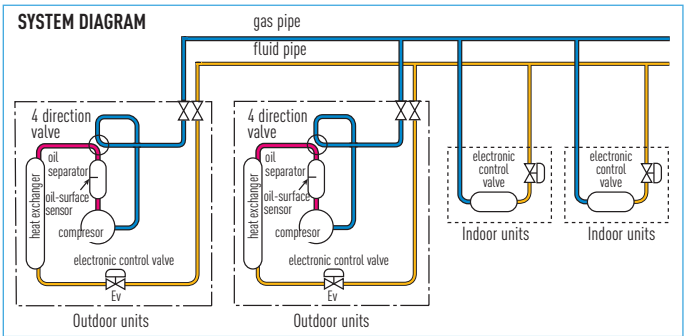 SYSTEM DIAGRAM
gas pipe
fluid pipe
4 direction
valve
oil
separator
oil-surface
sensor
heat exchanger
compresor
electronic control valve
Ev
Outdoor units
4 direction
valve
oil
separator
oil-surface
sensor
heat exchanger
compresor
electronic control valve
Ev
Outdoor units
electronic
control
valve
Indoor units
electronic
control
valve
Indoor units